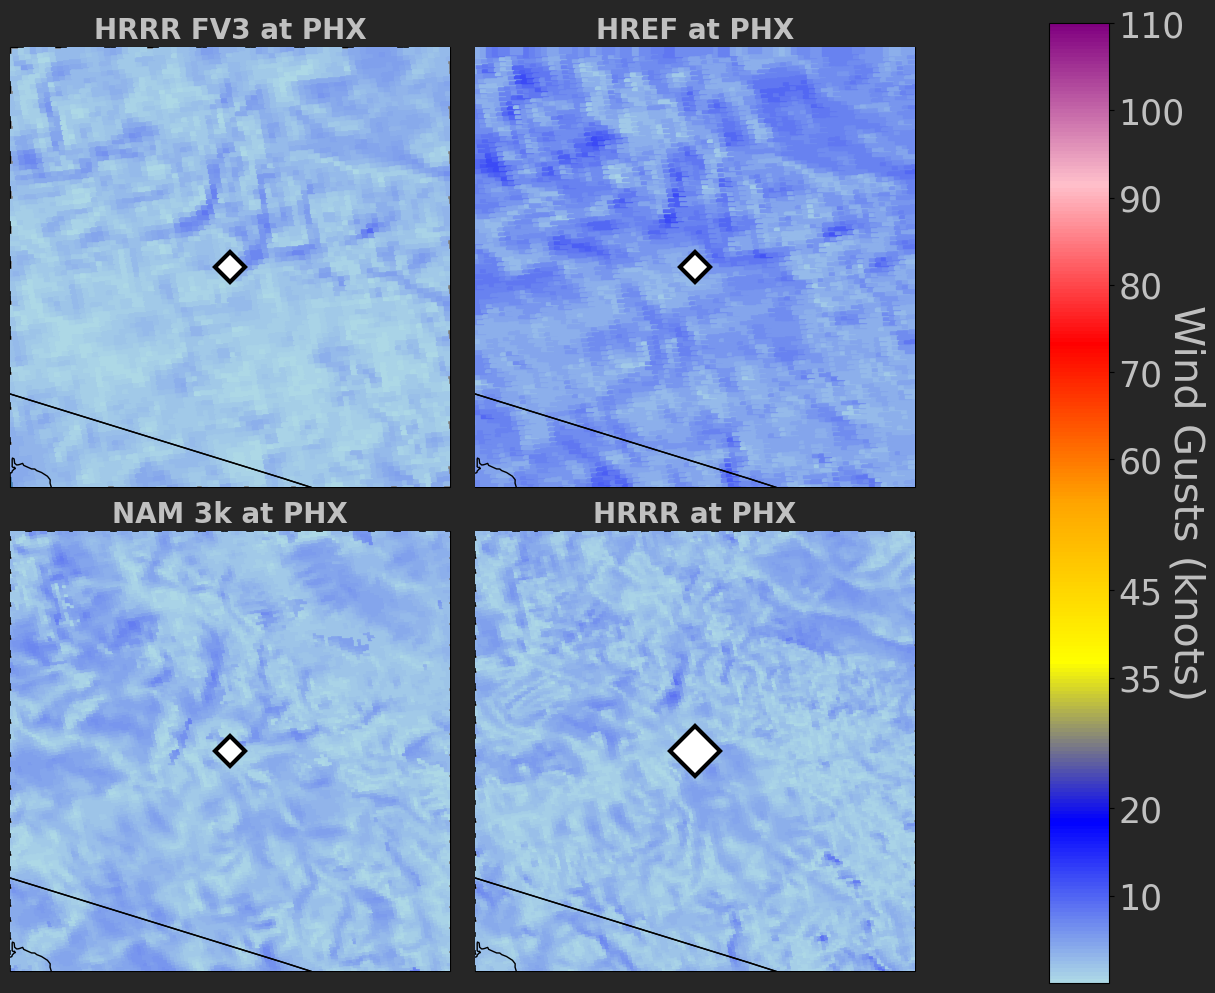 HRRR FV3 at PHX
HREF at PHX
NAM 3k at PHX
HRRR at PHX
110
100
90
80
70
60
45
35
20
10
Wind Gusts (knots)